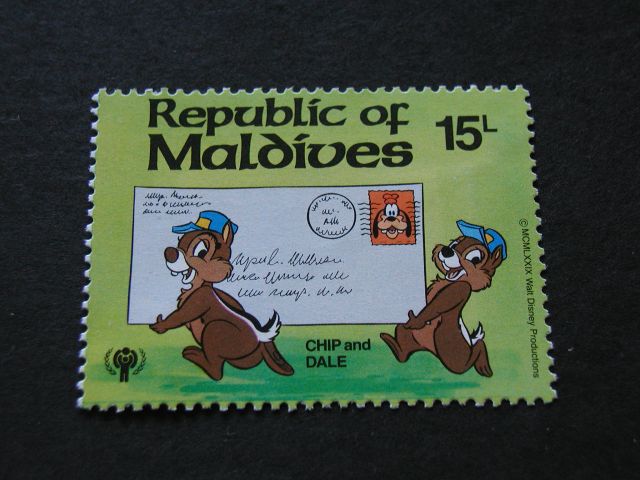 Republic of
Maldives
15L
© MCMLXXIX Walt Disney Productions
CHIP and
DALE